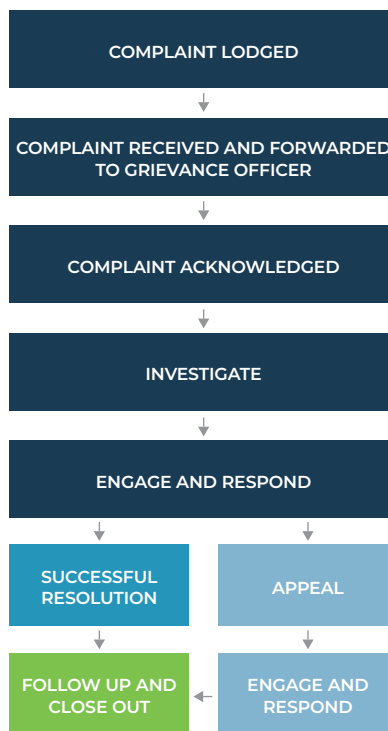 COMPLAINT LODGED
COMPLAINT RECEIVED AND FORWARDED
TO GRIEVANCE OFFICER
COMPLAINT ACKNOWLEDGED
INVESTIGATE
ENGAGE AND RESPOND
SUCCESSFUL
RESOLUTION
APPEAL
FOLLOW UP AND
CLOSE OUT
ENGAGE AND
RESPOND